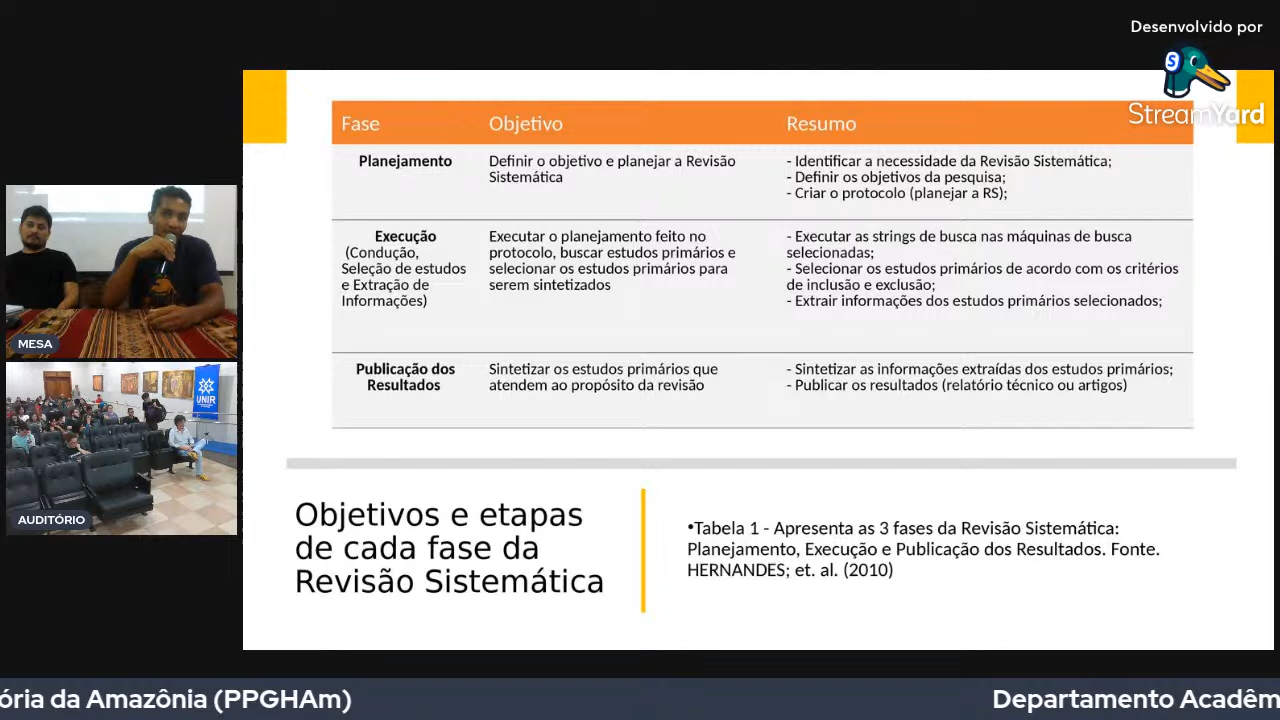 Desenvolvido por
S
StreamYard
Fase Objetivo Resumo
Planejamento
Definir o objetivo e planejar a Revisão
Sistemática
- Identificar a necessidade da Revisão Sistemática;
- Definir os objetivos da pesquisa;
- Criar o protocolo (planejar a RS);
Execução
(Condução,
Seleção de estudos
e Extração de
Informações)
Executar o planejamento feito no
protocolo, buscar estudos primários e
selecionar os estudos primários para
serem sintetizados
- Executar as strings de busca nas máquinas de busca
selecionadas;
- Selecionar os estudos primários de acordo com os critérios
de inclusão e exclusão;
- Extrair informações dos estudos primários selecionados;
Publicação dos
Resultados
Sintetizar os estudos primários que
atendem ao propósito da revisão
- Sintetizar as informações extraídas dos estudos primários;
- Publicar os resultados (relatório técnico ou artigos)
MESA
UNIR
AUDITÓRIO
Objetivos e etapas
de cada fase da
Revisão Sistemática
•Tabela 1 - Apresenta as 3 fases da Revisão Sistemática:
Planejamento, Execução e Publicação dos Resultados. Fonte.
HERNANDES; et. al. (2010)
ória da Amazônia (PPGHAm) Departamento Acadêm